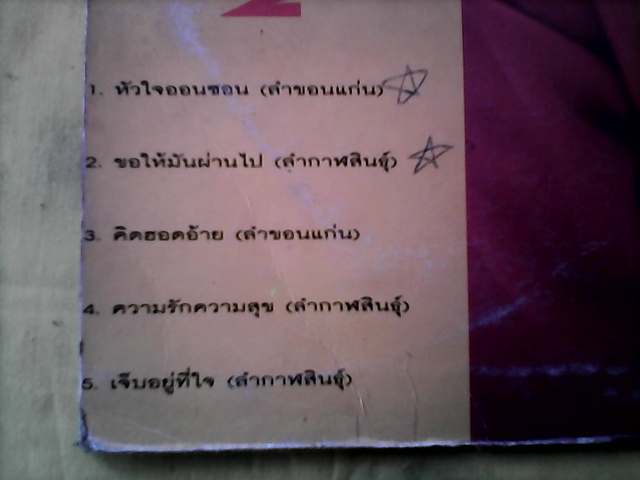 2
1. หัวใจออนซอน (ลำขอนแก่น)
2. ขอให้มันผ่านไป (ลำกาฬสินธุ์)
3. คิดฮอดอ้าย (ลำขอนแก่น)
4. ความรักความสุข (ลำกาฬสินธุ์)
5. เจ็บอยู่ที่ใจ (ลำกาฬสินธุ์)